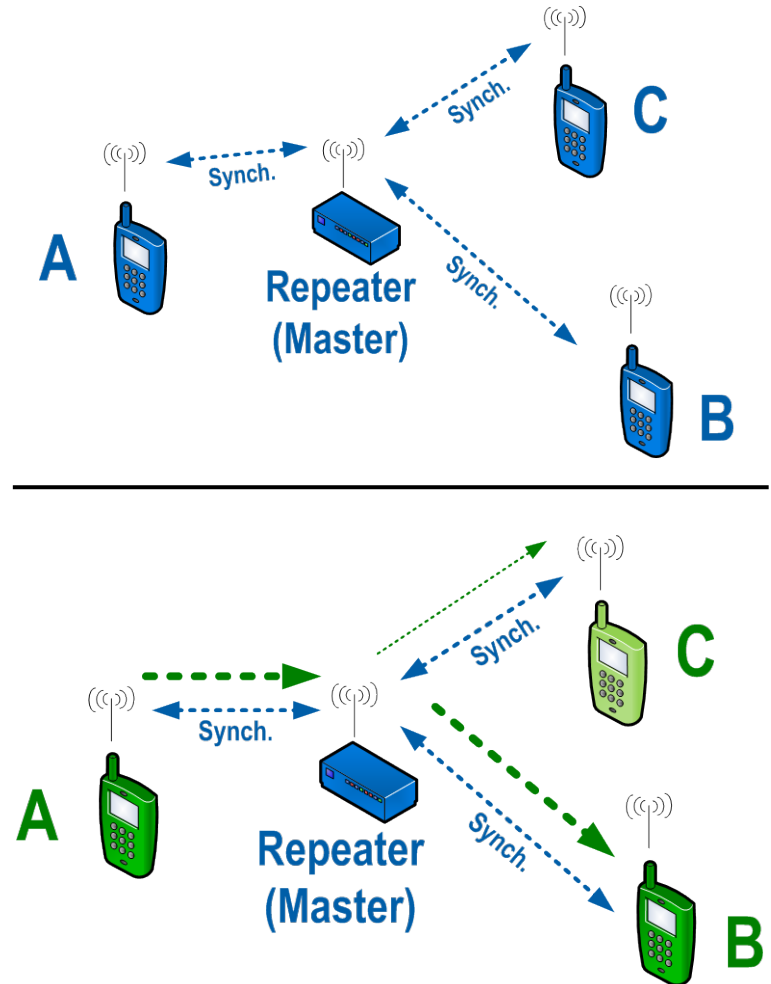 C
Synch.
Synch.
A
Repeater
(Master)
Synch.
B
C
Synch.
Synch.
A
Repeater
(Master)
Synch.
B